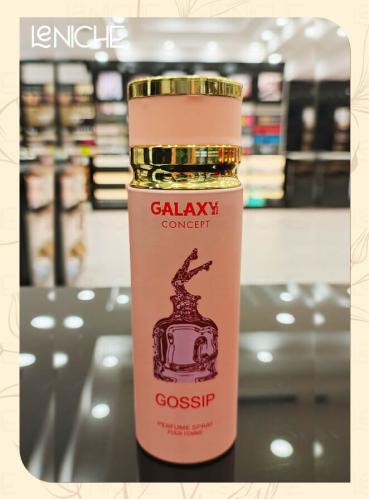 LeNICHE
GALAXY
CONCEPT
GOSSIP
PERFUME SPRAY
POUR FEMME